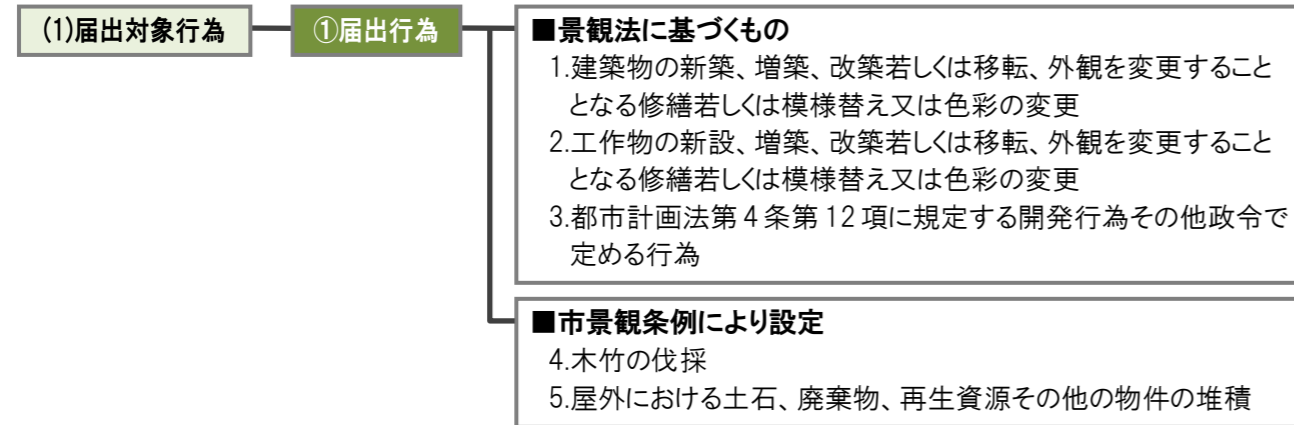 (1)届出対象行為
①届出行為
■景観法に基づくもの
1.建築物の新築、増築、改築若しくは移転、外観を変更すること
となる修繕若しくは模様替え又は色彩の変更
2.工作物の新設、増築、改築若しくは移転、外観を変更すること
となる修繕若しくは模様替え又は色彩の変更
3.都市計画法第4条第12項に規定する開発行為その他政令で
定める行為
■市景観条例により設定
4.木竹の伐採
5.屋外における土石、廃棄物、再生資源その他の物件の堆積